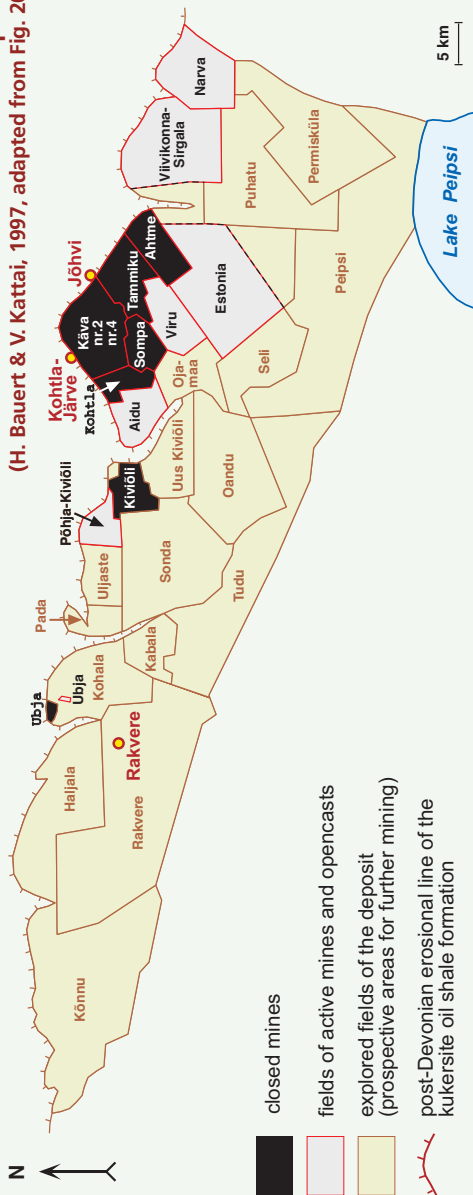 (H. Bauert & V. Kattai, 1997, adapted from Fig. 20
N
Kõnnu
Haljala
Rakvere
Rakvere
Ubja
Ubja
Kohala
Pada
Kabala
Uljaste
Sonda
Tudu
Põhja-Kiviõli
Kiviõli
Uus Kiviõli
Oandu
Kohtla-
Järve
Kohtla
Aidu
Jõhvi
Käva
nr.2
nr.4
Sompa
Tammiku
Ahtme
Viru
Oja-
maa
Seli
Estonia
Peipsi
Viivikonna-
Sirgala
Narva
Puhatu
Permisküla
Lake Peipsi
5 km
closed mines
fields of active mines and opencasts
explored fields of the deposit
(prospective areas for further mining)
post-Devonian erosional line of the
kukersite oil shale formation